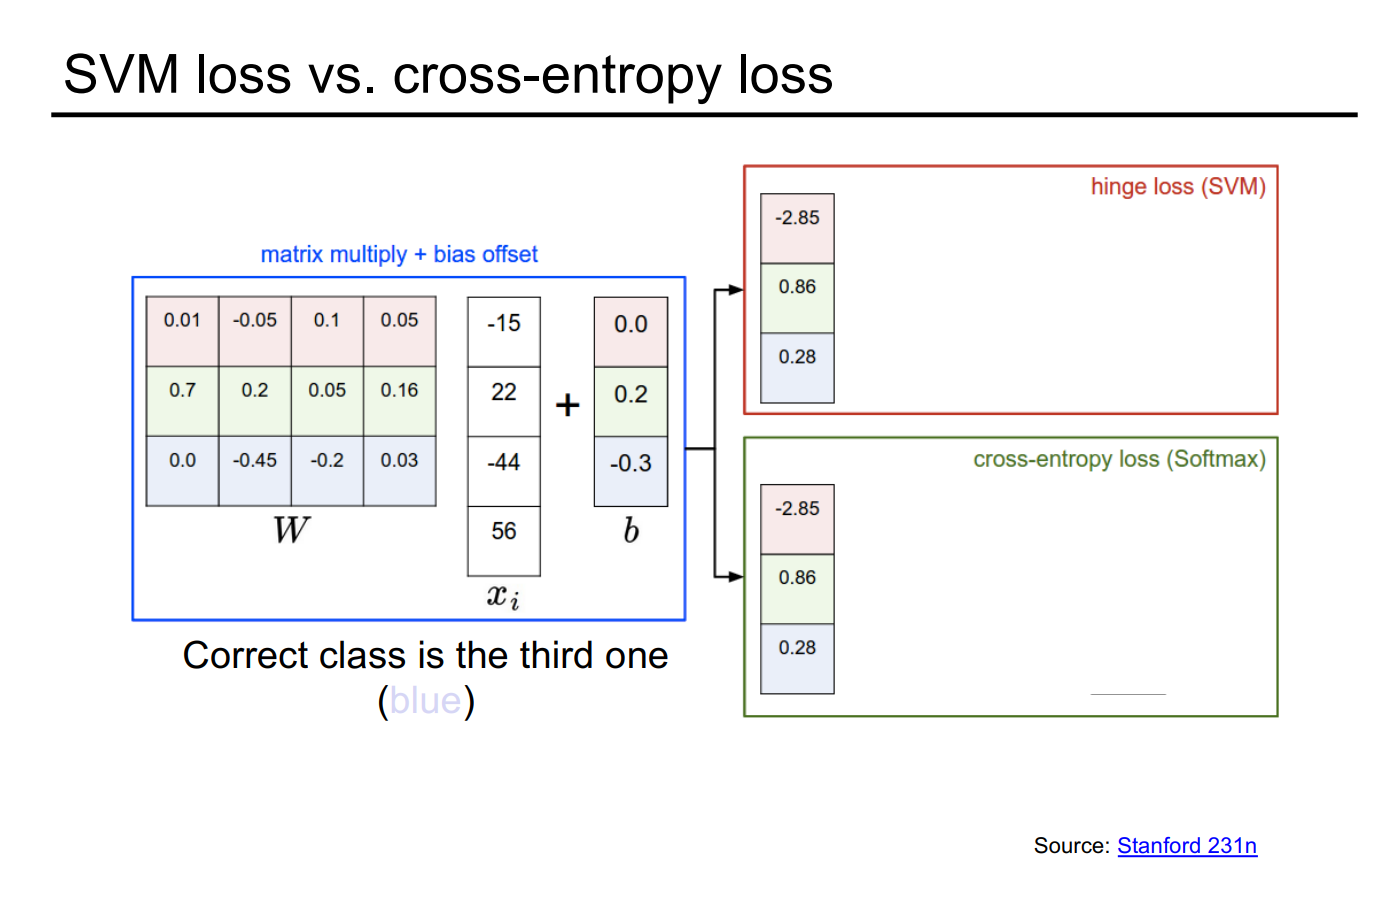 SVM loss vs. cross-entropy loss
matrix multiply + bias offset
0.01 -0.05 0.1 0.05
0.7 0.2 0.05 0.16
0.0 -0.45 -0.2 0.03
W
-15
22
-44
56
xi
+
0.0
0.2
-0.3
b
Correct class is the third one
(blue)
hinge loss (SVM)
-2.85
0.86
0.28
cross-entropy loss (Softmax)
-2.85
0.86
0.28
Source: Stanford 231n